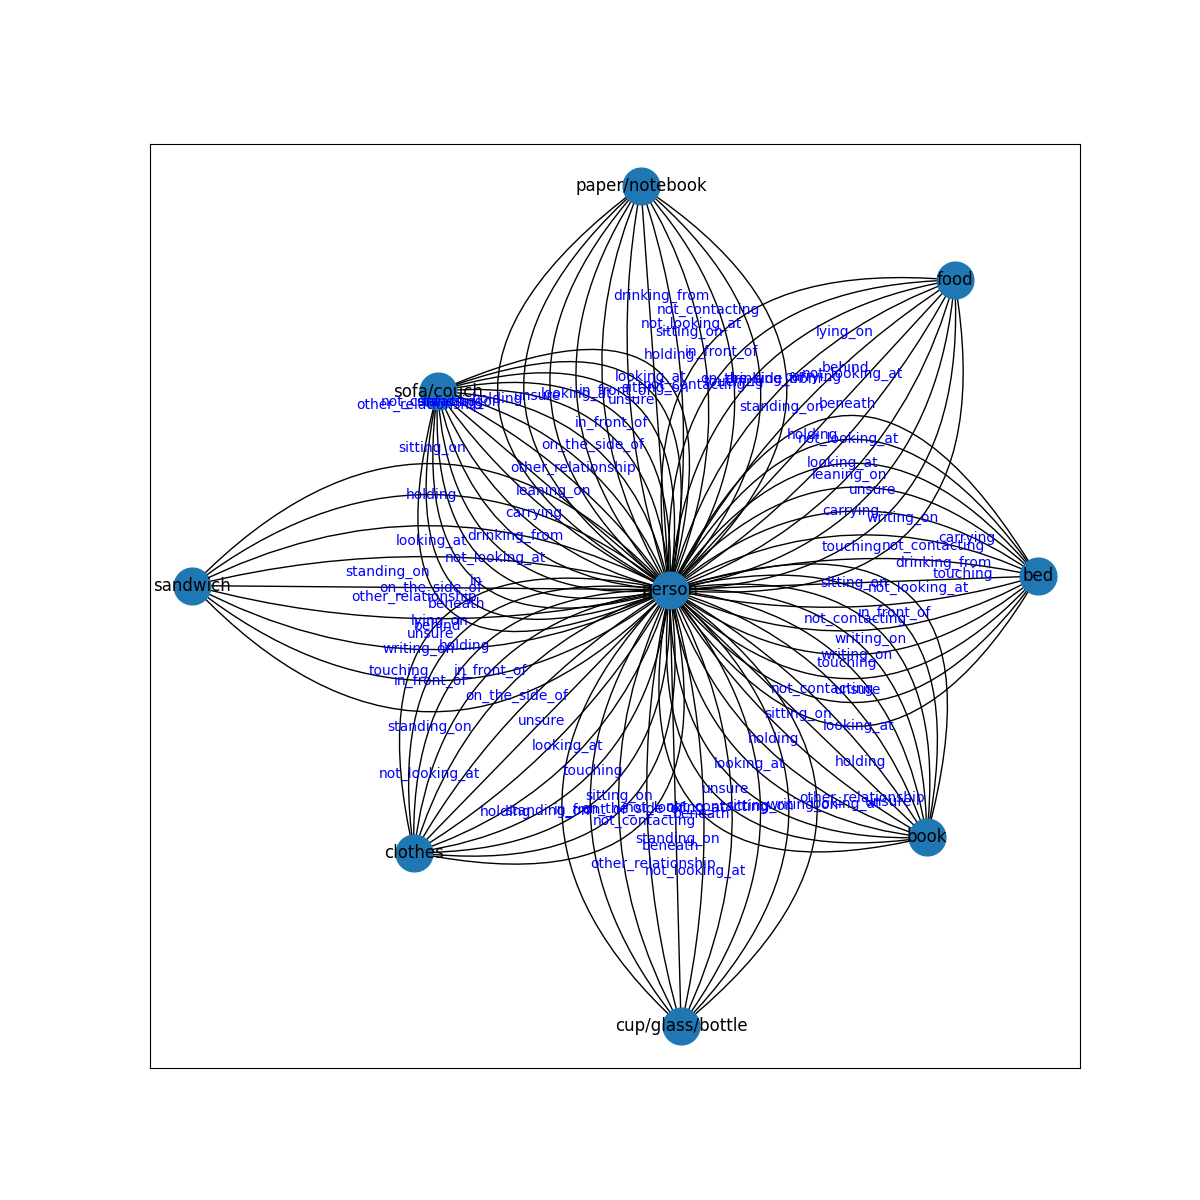 paper/notebook
food
drinking_from
not_contacting
not_looking_at
sitting_on
lying_on
in_front_of
holding
behind
not_looking_at
looking_at
sofa/couch
unsure
looking_at
unsure
standing_on
beneath
in_front_of
holding
not_looking_at
on_the_side_of
sitting_on
other_relationship
looking_at
leaning_on
leaning_on
unsure
holding
carrying
carrying
writing_on
drinking_from
looking_at
carrying
touching
not_contacting
not_looking_at
drinking_from
standing_on
touching
bed
in
sitting_on
sandwich
on_the_side_of
not_looking_at
person
other_relationship
beneath
in_front_of
lying_on
not_contacting
behind
unsure
writing_on
writing_on
holding
writing_on
touching
touching
in_front_of
in_front_of
not_contacting
unsure
on_the_side_of
sitting_on
unsure
looking_at
standing_on
holding
looking_at
holding
looking_at
touching
not_looking_at
unsure
sitting_on
other_relationship
unsure
holding
standing_on
beneath
not_contacting
book
standing_on
beneath
clothes
other_relationship
not_looking_at
cup/glass/bottle